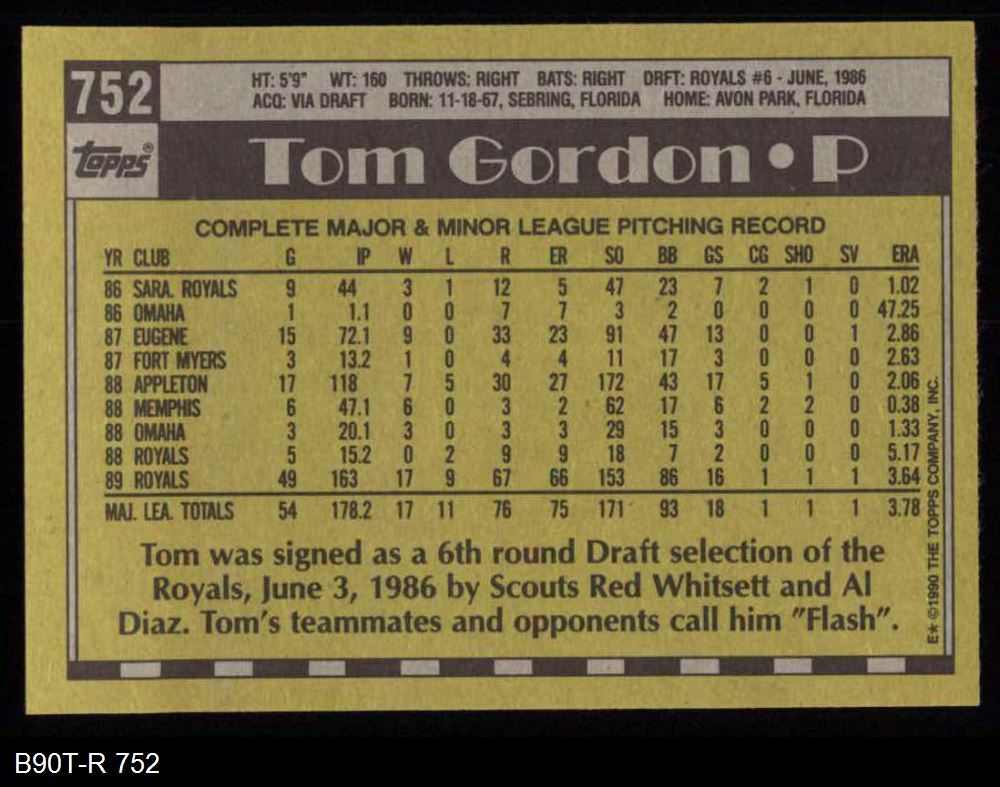 752
HT: 5'9" WT: 160 THROWS: RIGHT BATS: RIGHT DRFT: ROYALS #6 - JUNE, 1986
ACQ: VIA DRAFT BORN: 11-18-67, SEBRING, FLORIDA HOME: AVON PARK, FLORIDA
topps®
Tom Gordon • P
COMPLETE MAJOR & MINOR LEAGUE PITCHING RECORD
YR CLUB G IP W L R ER SO BB GS CG SHO SV ERA
86 SARA. ROYALS 9 44 3 1 12 5 47 23 7 2 1 0 1.02
86 OMAHA 1 1.1 0 0 7 7 3 2 0 0 0 0 47.25
87 EUGENE 15 72.1 9 0 33 23 91 47 13 0 0 1 2.86
87 FORT MYERS 3 13.2 1 0 4 4 11 17 3 0 0 0 2.63
88 APPLETON 17 118 7 5 30 27 172 43 17 5 1 0 2.06
88 MEMPHIS 6 47.1 6 0 3 2 62 17 6 2 2 0 0.38
88 OMAHA 3 20.1 3 0 3 3 29 15 3 0 0 0 1.33
88 ROYALS 5 15.2 0 2 9 9 18 7 2 0 0 0 5.17
89 ROYALS 49 163 17 9 67 66 153 86 16 1 1 1 3.64
MAJ. LEA. TOTALS 54 178.2 17 11 76 75 171 93 18 1 1 1 3.78
Tom was signed as a 6th round Draft selection of the
Royals, June 3, 1986 by Scouts Red Whitsett and Al
Diaz. Tom's teammates and opponents call him "Flash".
E* ©1990 THE TOPPS COMPANY, INC.
B90T-R 752